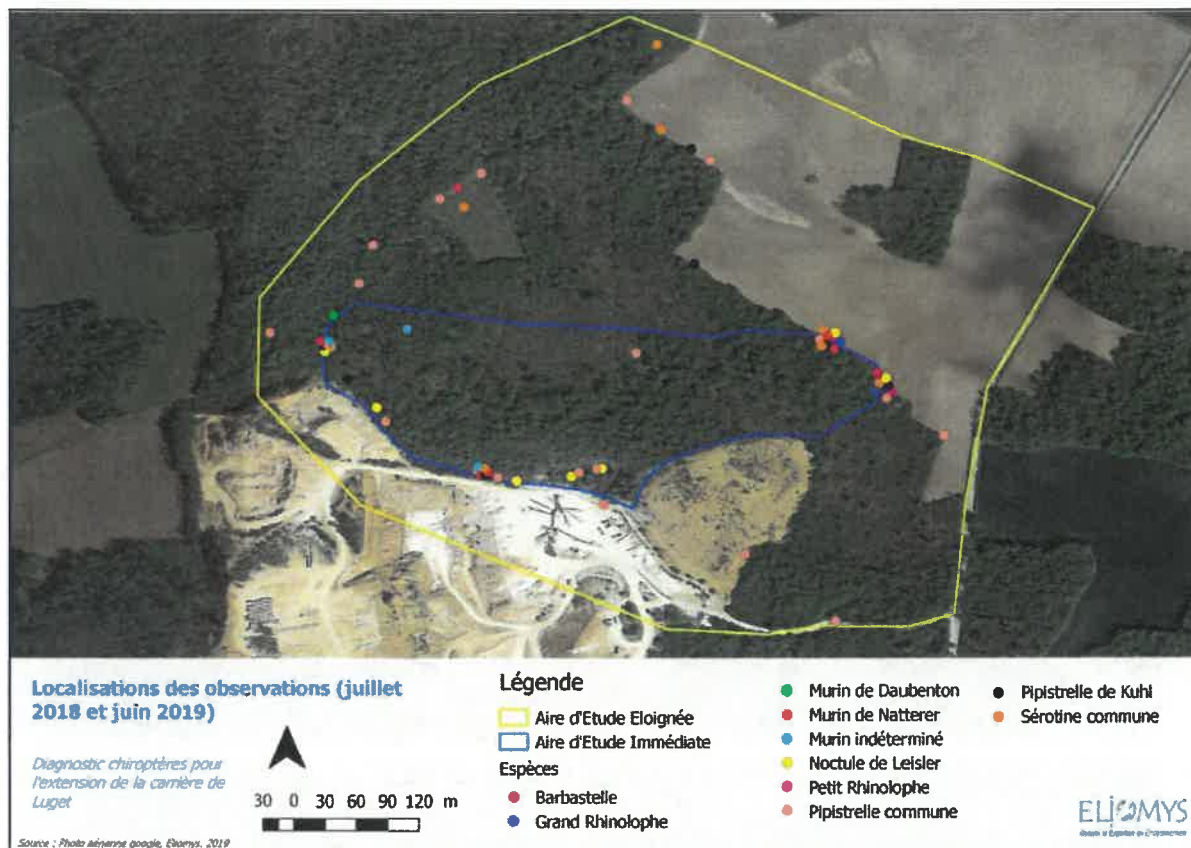 Localisations des observations (juillet
2018 et juin 2019)
Diagnostic chiroptères pour
l'extension de la carrière de
Luget
30 0 30 60 90 120 m
Source : Photo aérienne google, Eliomys, 2019
Légende
Aire d'Etude Eloignée
Aire d'Etude Immédiate
Espèces
Barbastelle
Grand Rhinolophe
Murin de Daubenton
Murin de Natterer
Murin indéterminé
Noctule de Leisler
Petit Rhinolophe
Pipistrelle commune
Pipistrelle de Kuhl
Sérotine commune
ELIOMYS